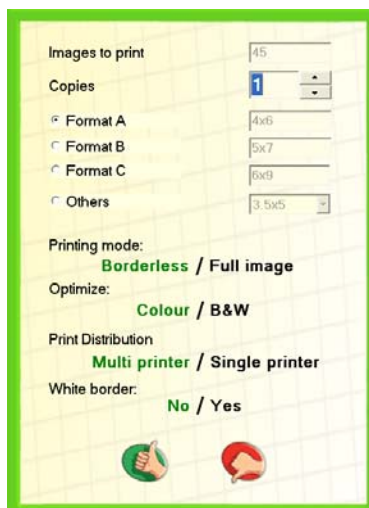 Images to print 45
Copies 1
Format A 4x6
Format B 5x7
Format C 6x9
Others 3.5x5
Printing mode:
Borderless / Full image
Optimize:
Colour / B&W
Print Distribution
Multi printer / Single printer
White border:
No / Yes